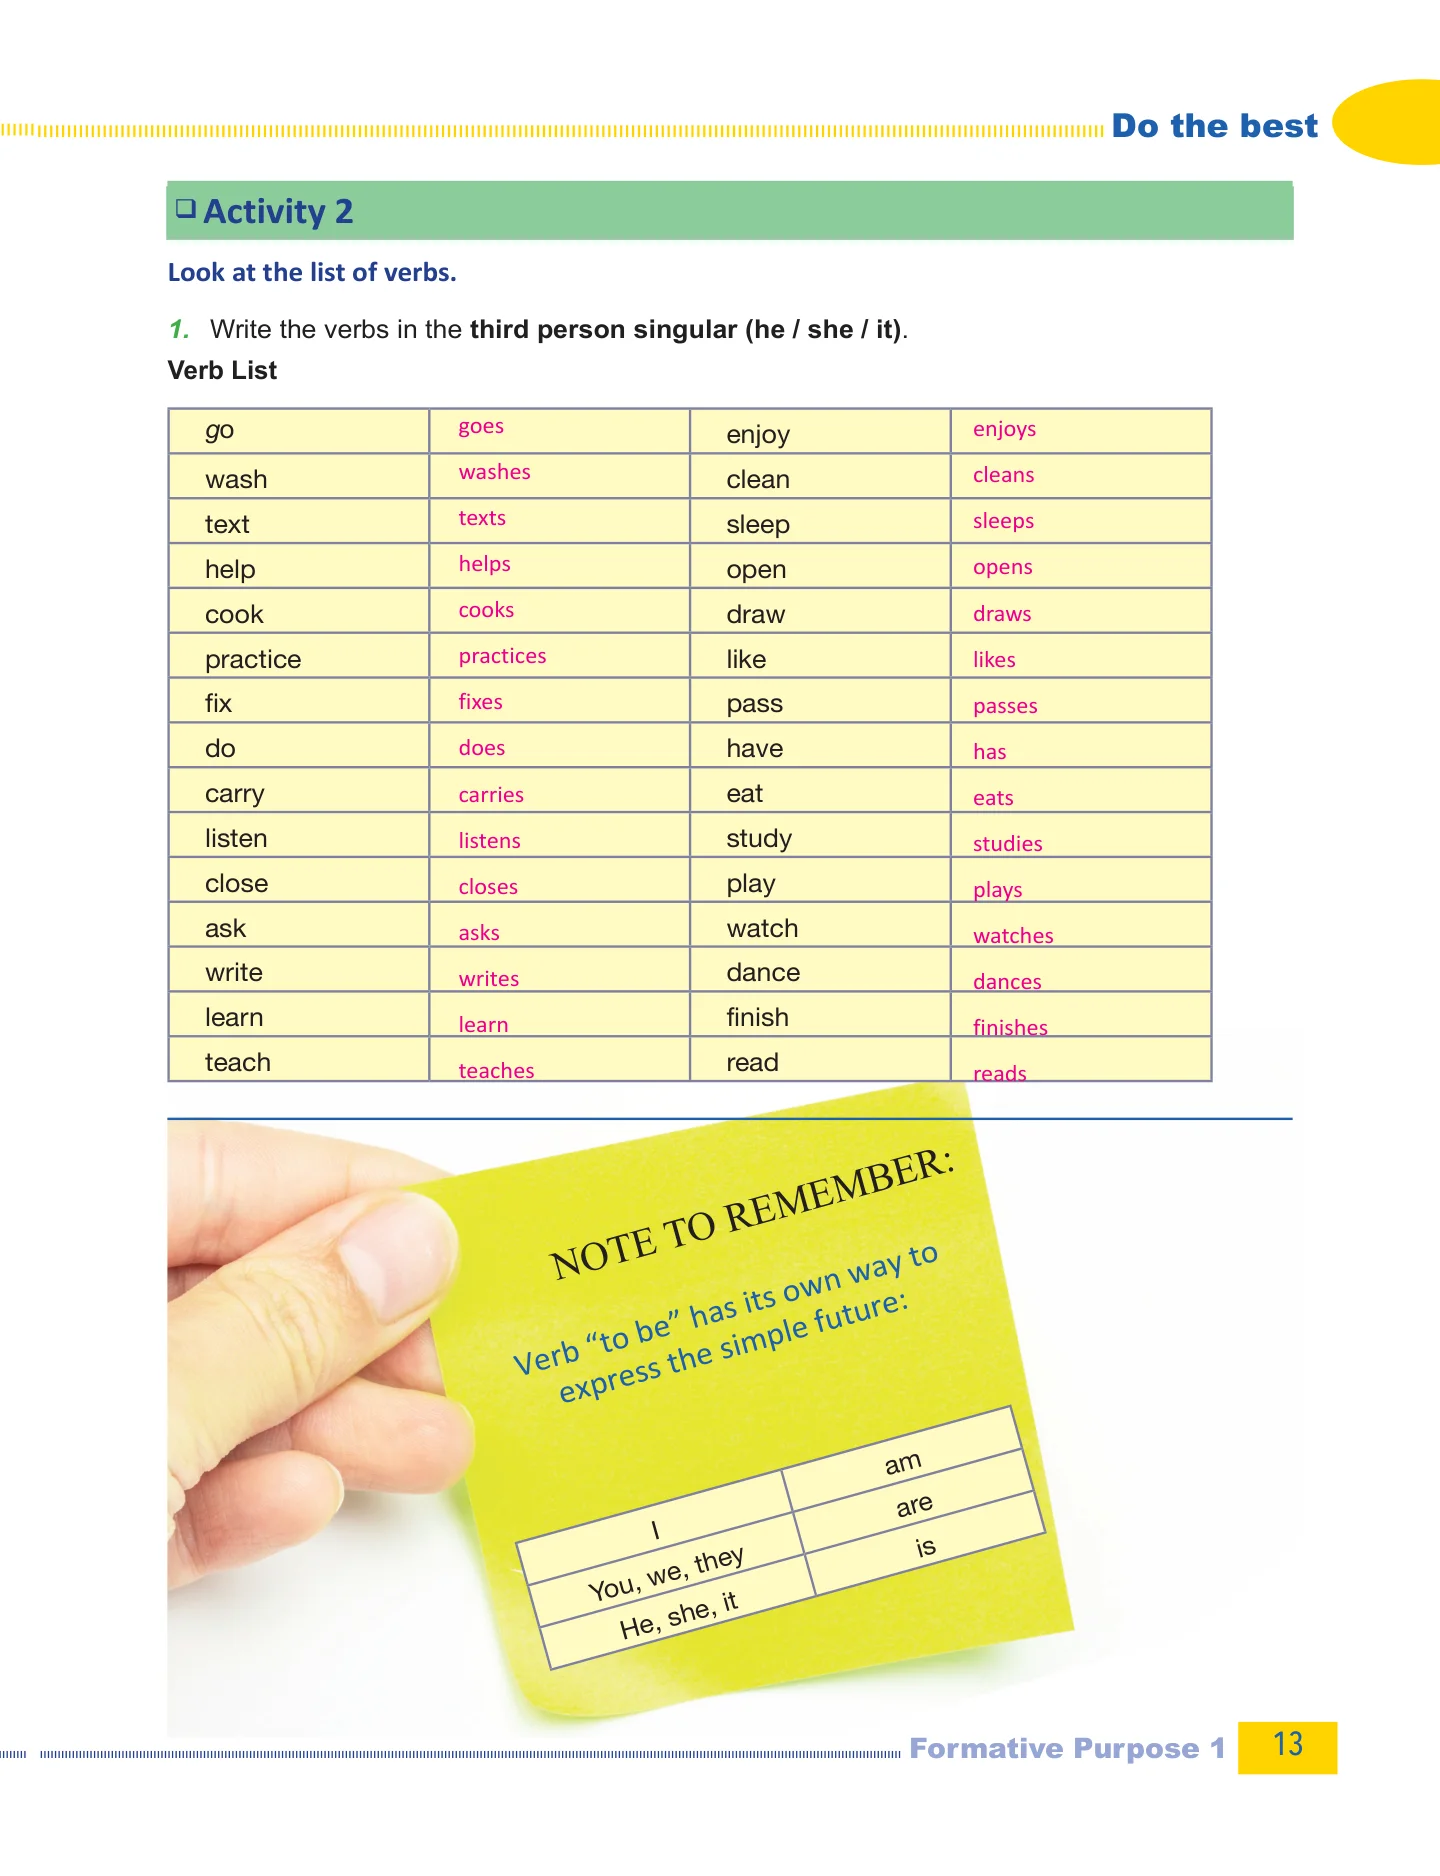 Do the best
❑ Activity 2
Look at the list of verbs.
1. Write the verbs in the third person singular (he / she / it).
Verb List
go goes enjoy enjoys
wash washes clean cleans
text texts sleep sleeps
help helps open opens
cook cooks draw draws
practice practices like likes
fix fixes pass passes
do does have has
carry carries eat eats
listen listens study studies
close closes play plays
ask asks watch watches
write writes dance dances
learn learn finish finishes
teach teaches read reads
NOTE TO REMEMBER:
Verb “to be” has its own way to
express the simple future:
I am
You, we, they are
He, she, it is
Formative Purpose 1 13